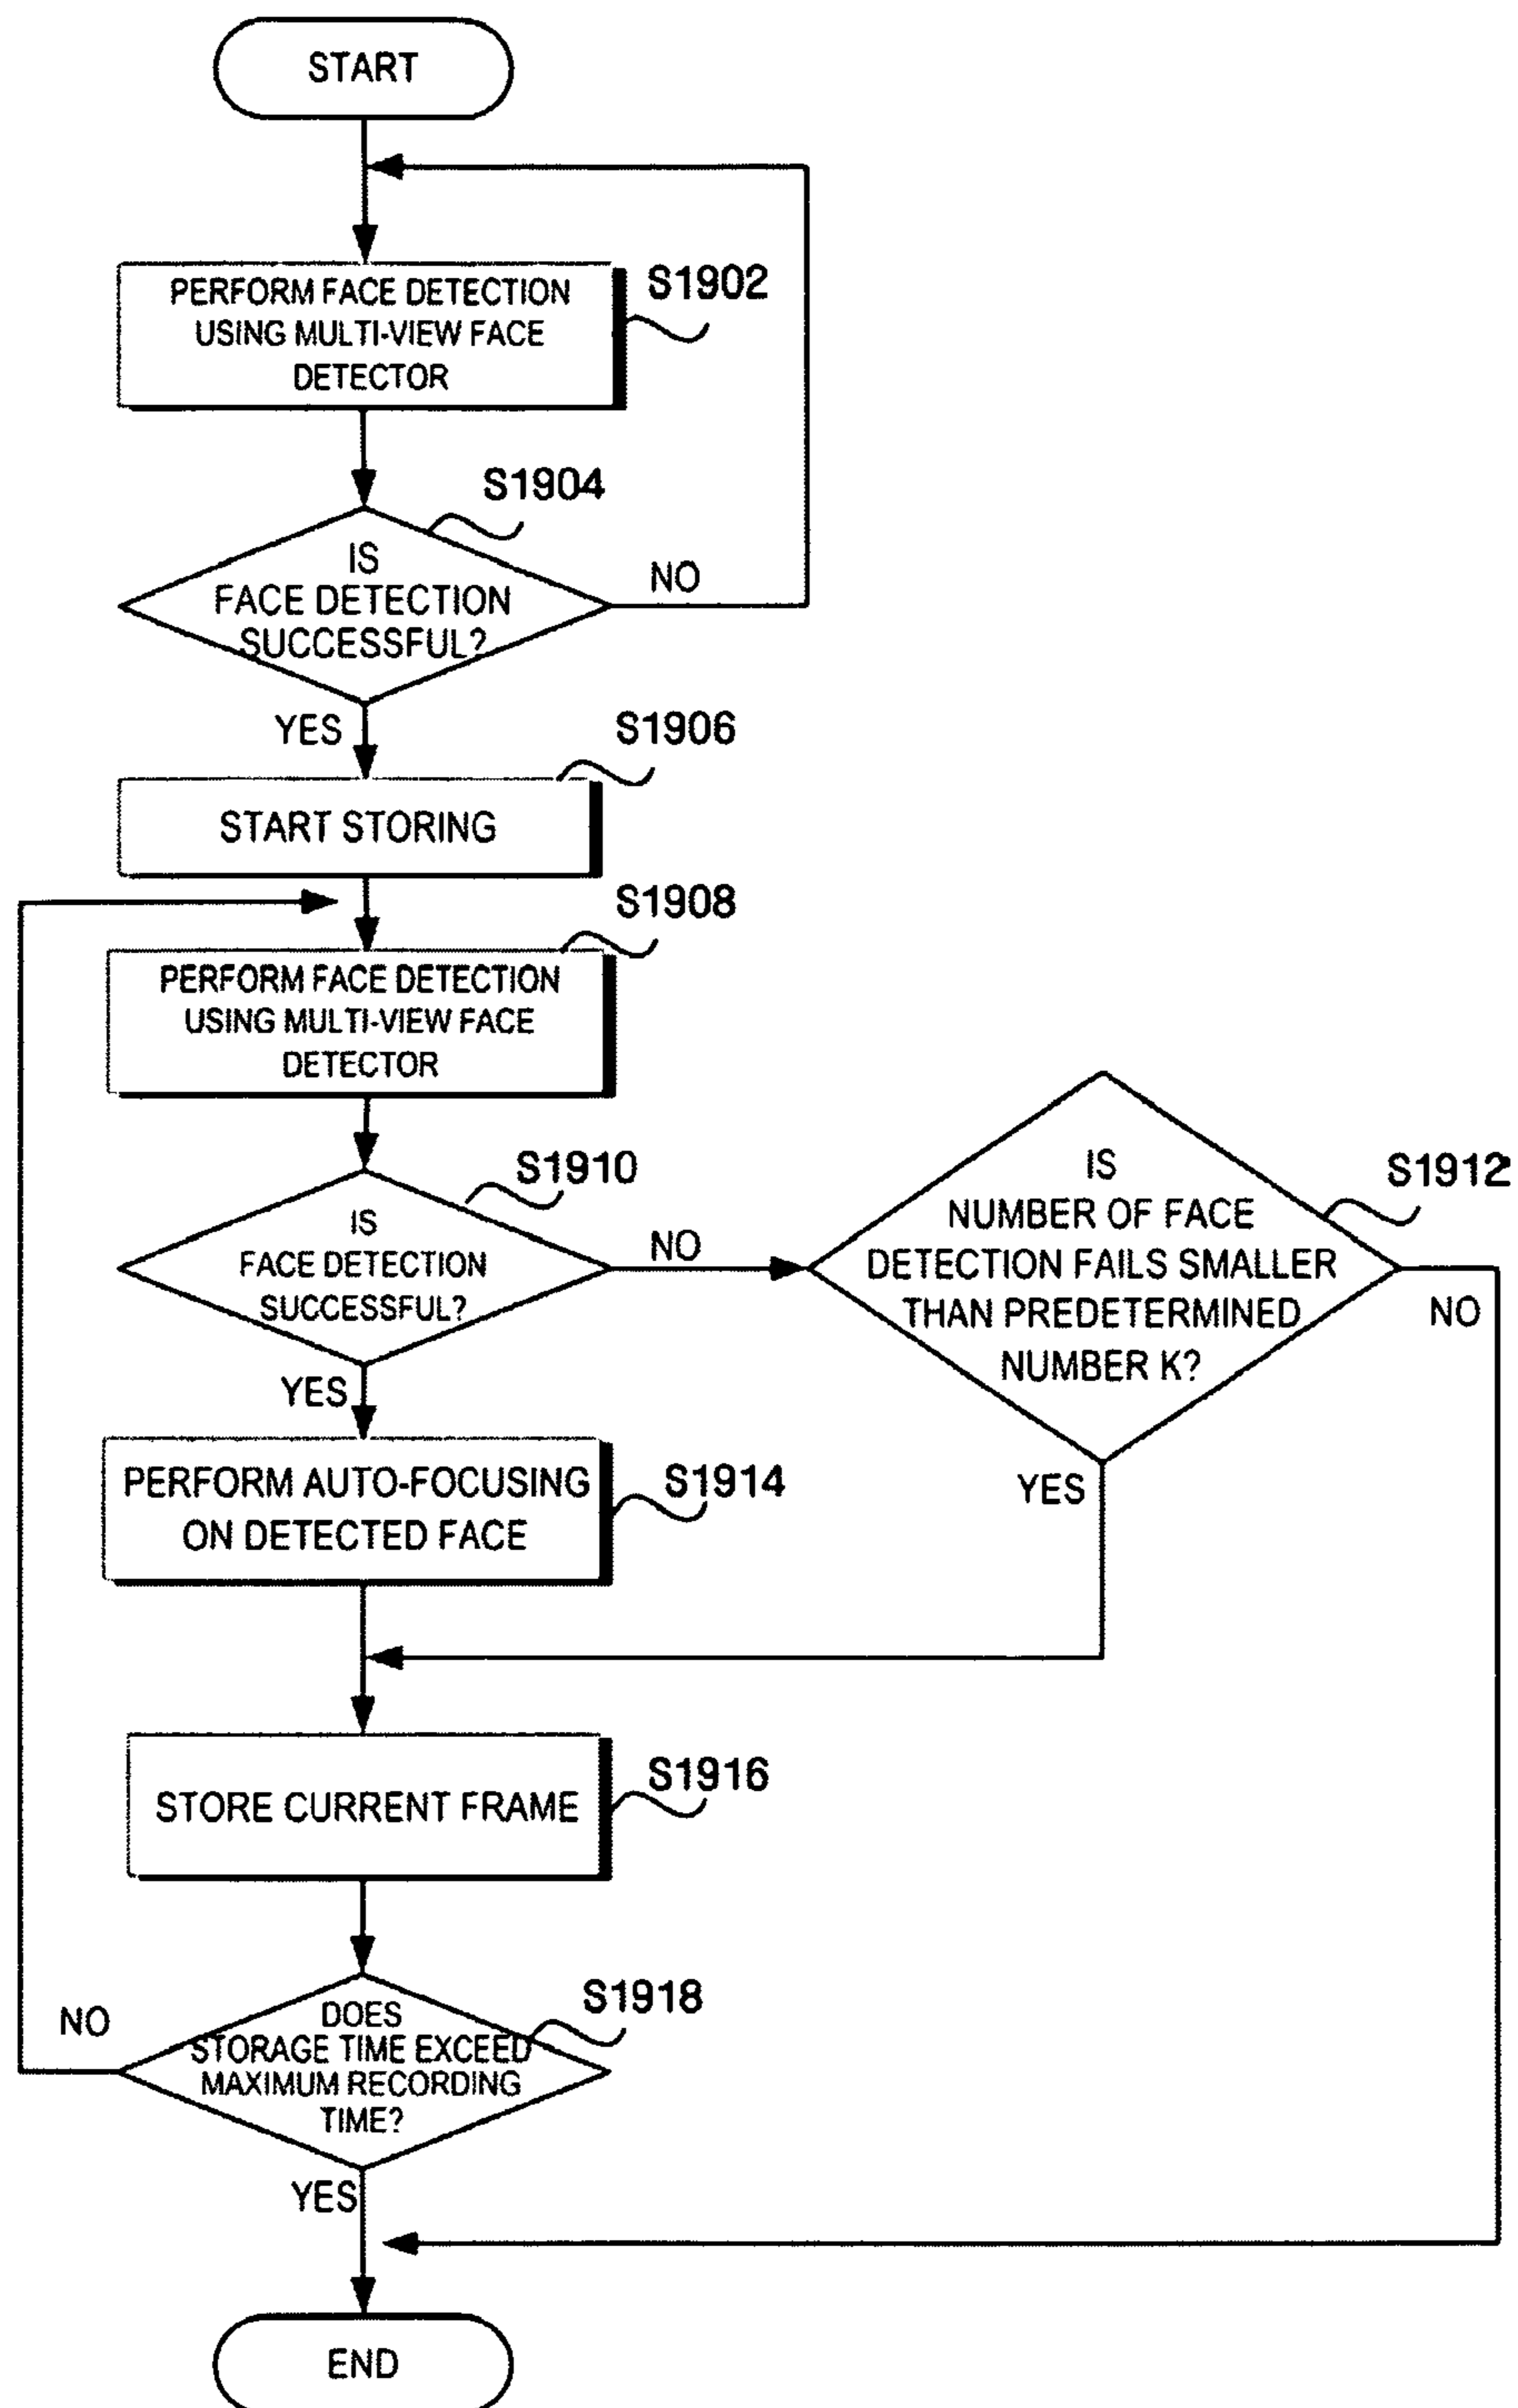 START
PERFORM FACE DETECTION
USING MULTI-VIEW FACE
DETECTOR
S1902
S1904
IS
FACE DETECTION
SUCCESSFUL?
NO
YES
S1906
START STORING
S1908
PERFORM FACE DETECTION
USING MULTI-VIEW FACE
DETECTOR
S1910
IS
FACE DETECTION
SUCCESSFUL?
NO
S1912
IS
NUMBER OF FACE
DETECTION FAILS SMALLER
THAN PREDETERMINED
NUMBER K?
NO
YES
YES
PERFORM AUTO-FOCUSING
ON DETECTED FACE
S1914
STORE CURRENT FRAME
S1916
S1918
DOES
STORAGE TIME EXCEED
MAXIMUM RECORDING
TIME?
NO
YES
END